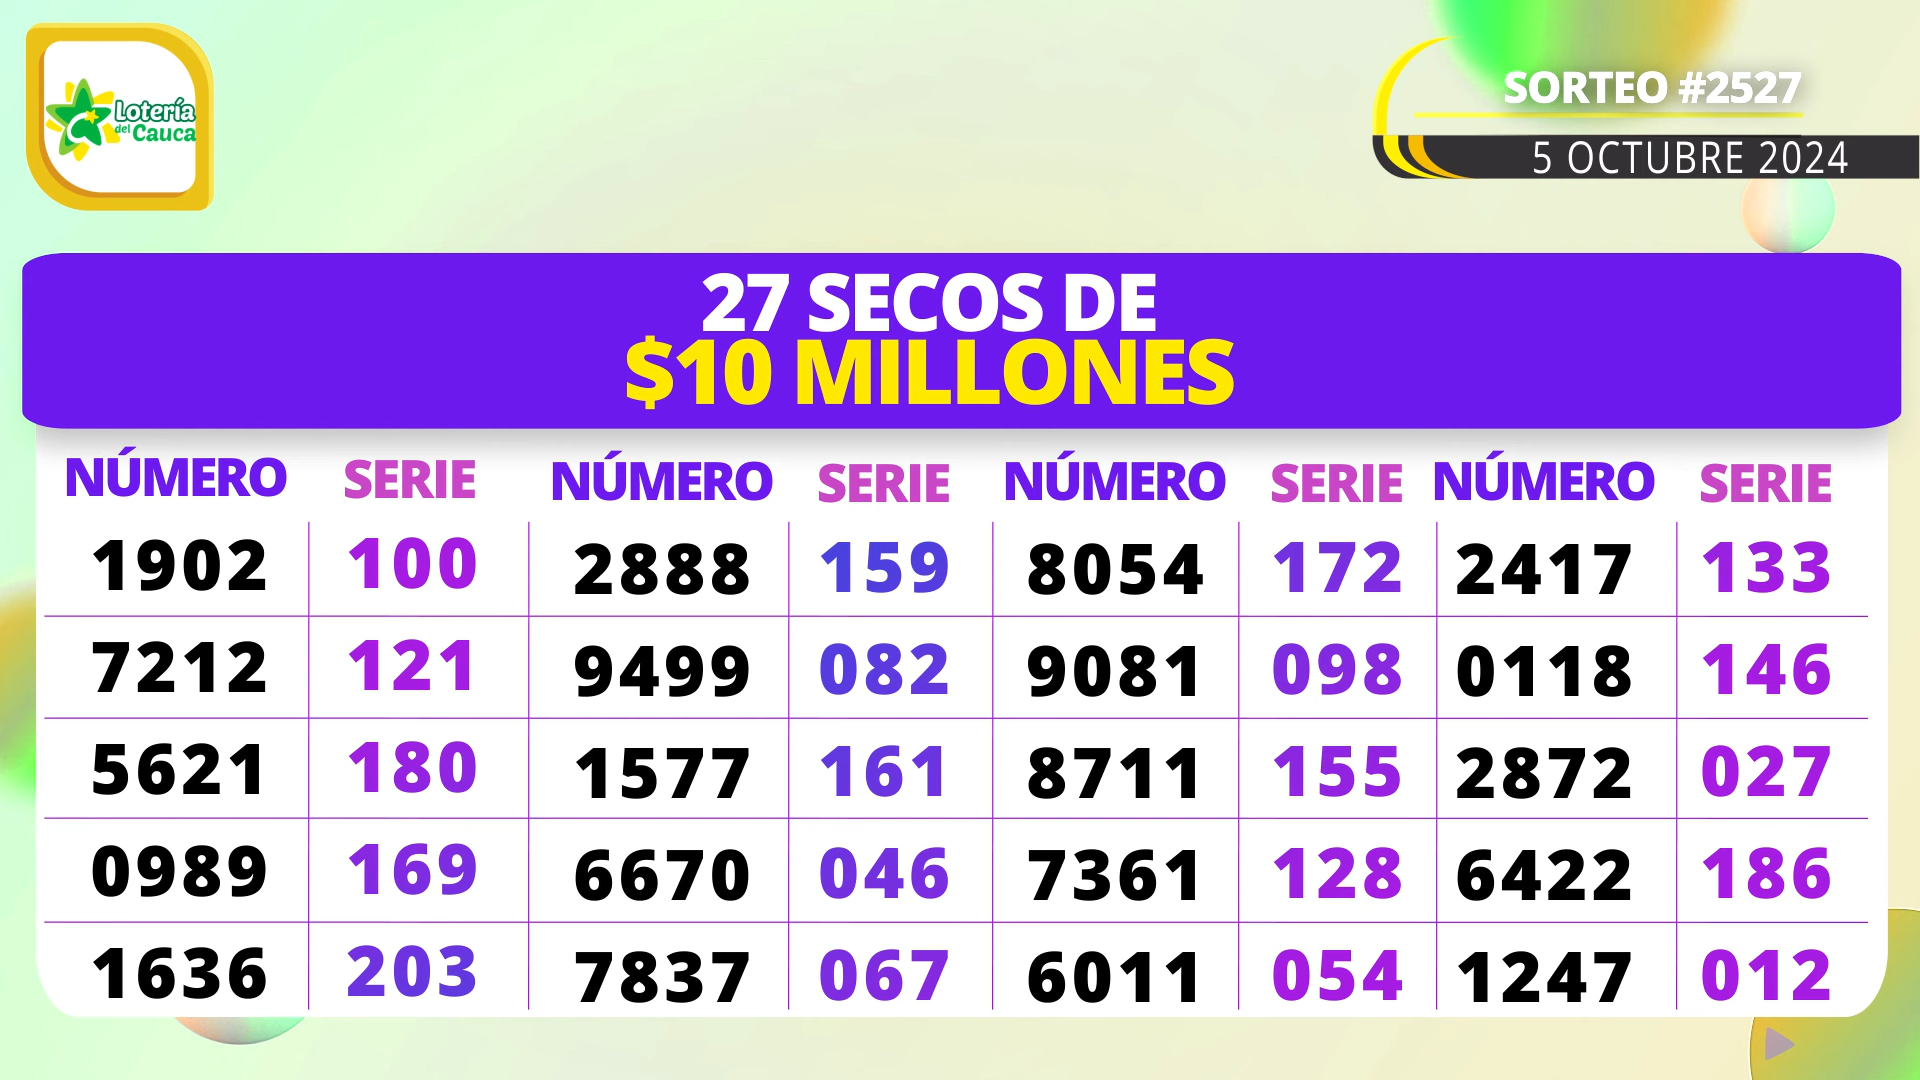 Lotería
del Cauca
SORTEO #2527
5 OCTUBRE 2024
27 SECOS DE
$10 MILLONES
NÚMERO SERIE NÚMERO SERIE NÚMERO SERIE NÚMERO SERIE
1902 100 2888 159 8054 172 2417 133
7212 121 9499 082 9081 098 0118 146
5621 180 1577 161 8711 155 2872 027
0989 169 6670 046 7361 128 6422 186
1636 203 7837 067 6011 054 1247 012